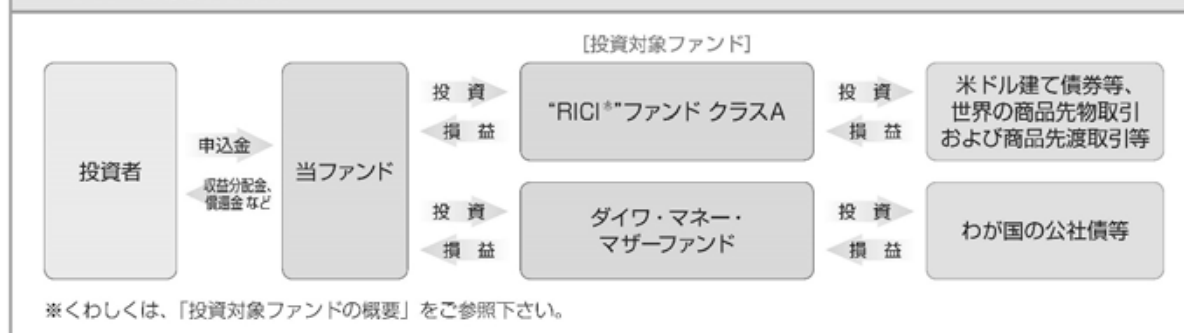 [投資対象ファンド]
投資者
申込金
収益分配金、
償還金 など
当ファンド
投 資
損 益
“RICI®”ファンド クラスA
投 資
損 益
米ドル建て債券等、
世界の商品先物取引
および商品先渡取引等
投 資
損 益
ダイワ・マネー・
マザーファンド
投 資
損 益
わが国の公社債等
※くわしくは、「投資対象ファンドの概要」をご参照下さい。